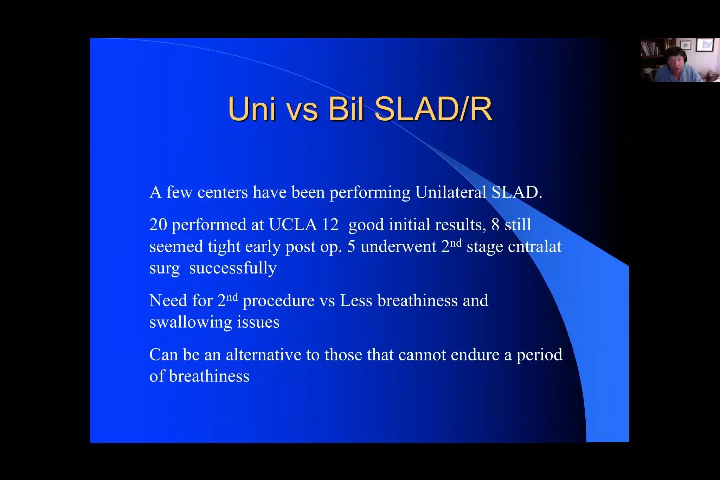 Uni vs Bil SLAD/R
A few centers have been performing Unilateral SLAD.
20 performed at UCLA 12 good initial results, 8 still
seemed tight early post op. 5 underwent 2nd stage cntralat
surg successfully
Need for 2nd procedure vs Less breathiness and
swallowing issues
Can be an alternative to those that cannot endure a period
of breathiness